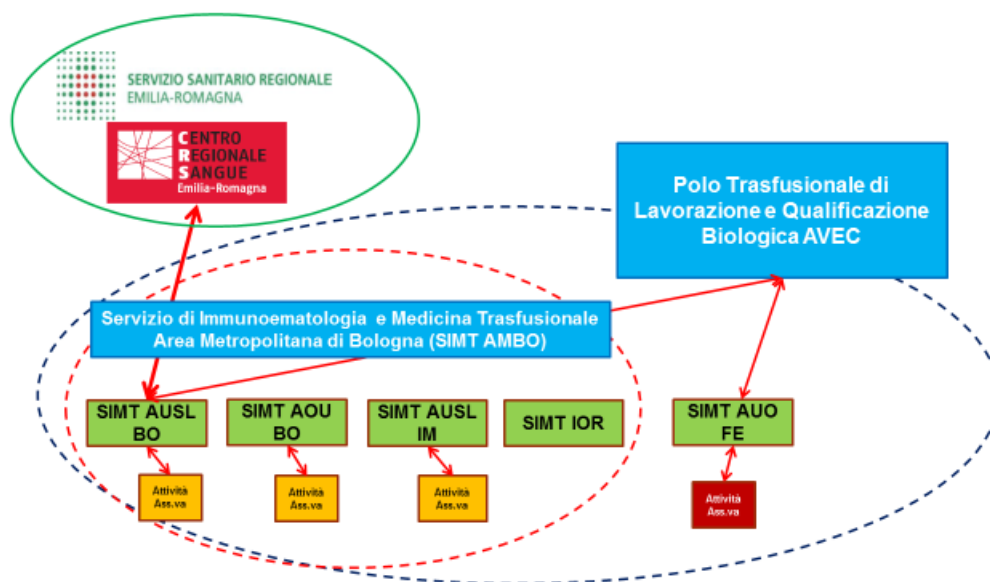 SERVIZIO SANITARIO REGIONALE
EMILIA-ROMAGNA
CENTRO
REGIONALE
SANGUE
Emilia-Romagna
Polo Trasfusionale di
Lavorazione e Qualificazione
Biologica AVEC
Servizio di Immunoematologia e Medicina Trasfusionale
Area Metropolitana di Bologna (SIMT AMBO)
SIMT AUSL
BO
SIMT AOU
BO
SIMT AUSL
IM
SIMT IOR
SIMT AUO
FE
Attività
Ass.va
Attività
Ass.va
Attività
Ass.va
Attività
Ass.va